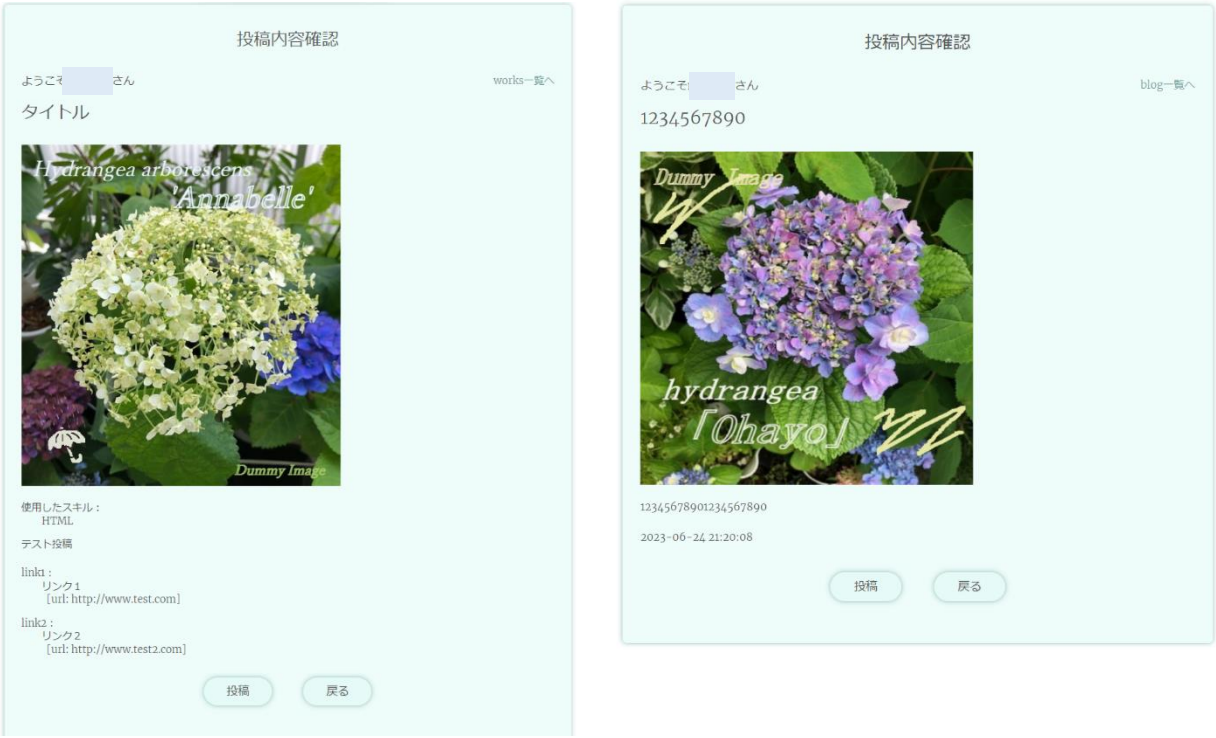 投稿内容確認
ようこそ さん
works一覧へ
タイトル
Hydrangea arborescens
'Annabelle'
Dummy Image
使用したスキル：
HTML
テスト投稿
link1：
リンク１
［url: http://www.test.com］
link2：
リンク２
［url: http://www.test2.com］
投稿
戻る
投稿内容確認
ようこそ さん
blog一覧へ
1234567890
Dummy Image
hydrangea
「Ohayo」
12345678901234567890
2023-06-24 21:20:08
投稿
戻る